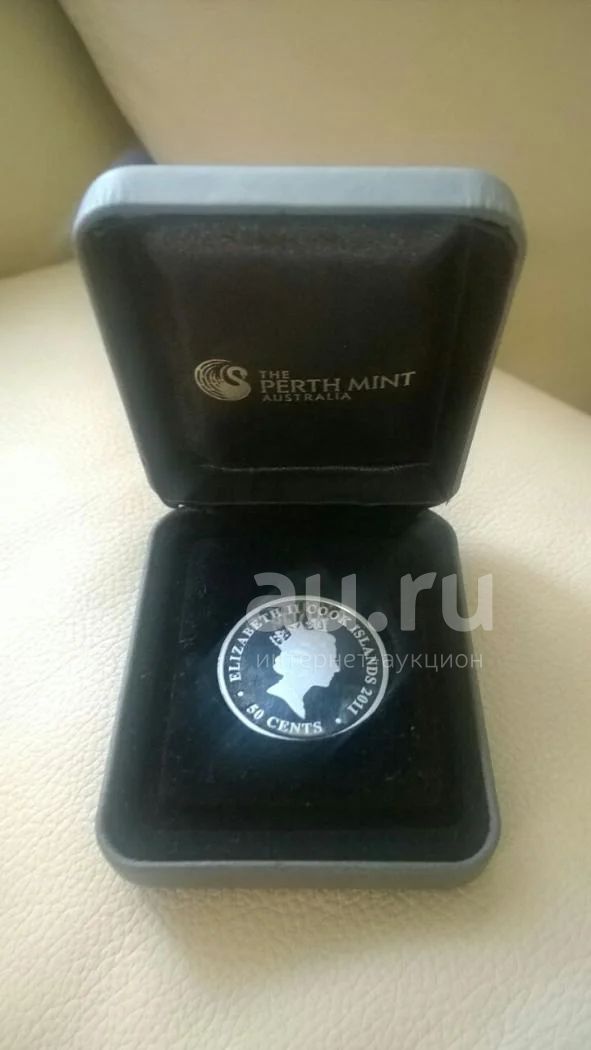 THE
PERTH MINT
AUSTRALIA
au.ru
интернет-аукцион
ELIZABETH II COOK ISLANDS 2011
• 50 CENTS •